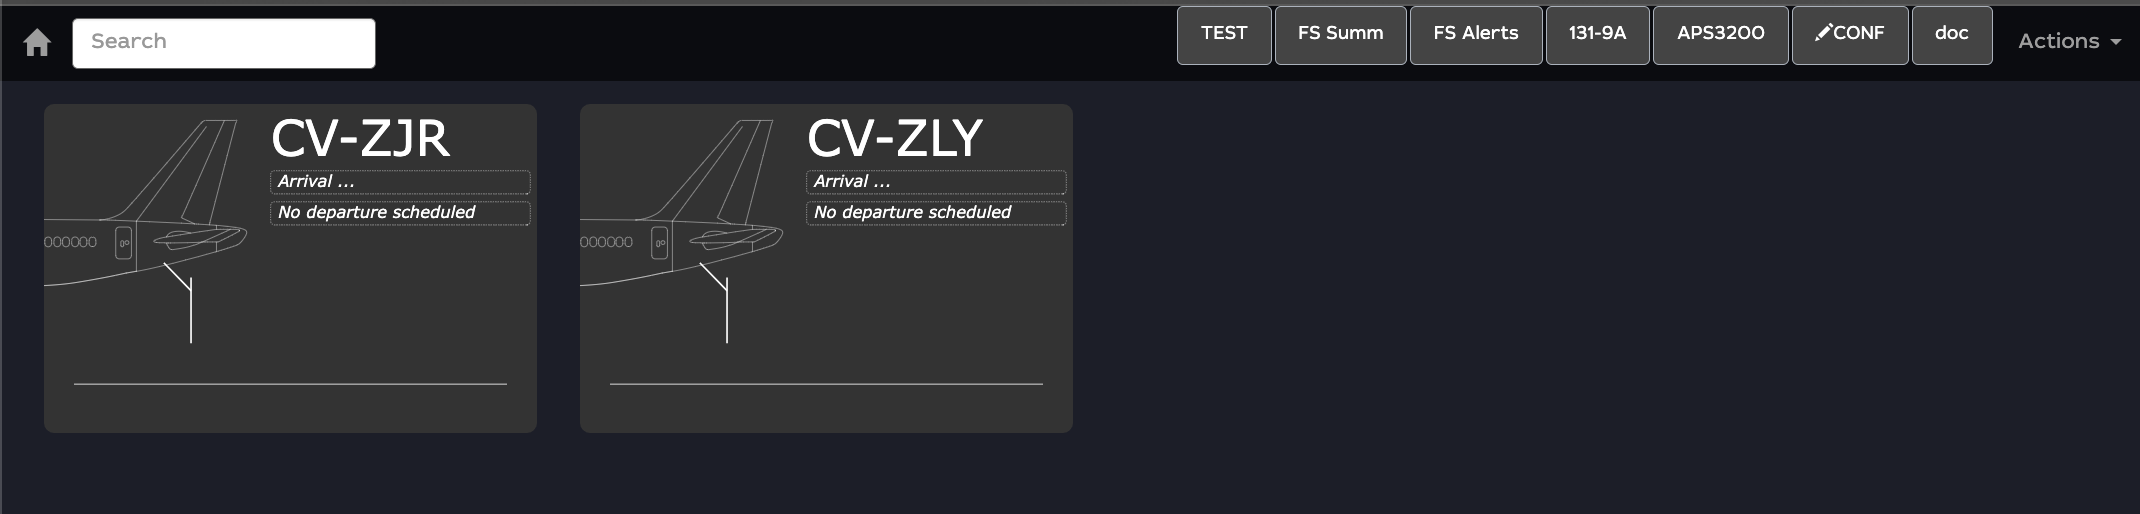 Search
TEST
FS Summ
FS Alerts
131-9A
APS3200
CONF
doc
Actions
CV-ZJR
Arrival ...
No departure scheduled
CV-ZLY
Arrival ...
No departure scheduled